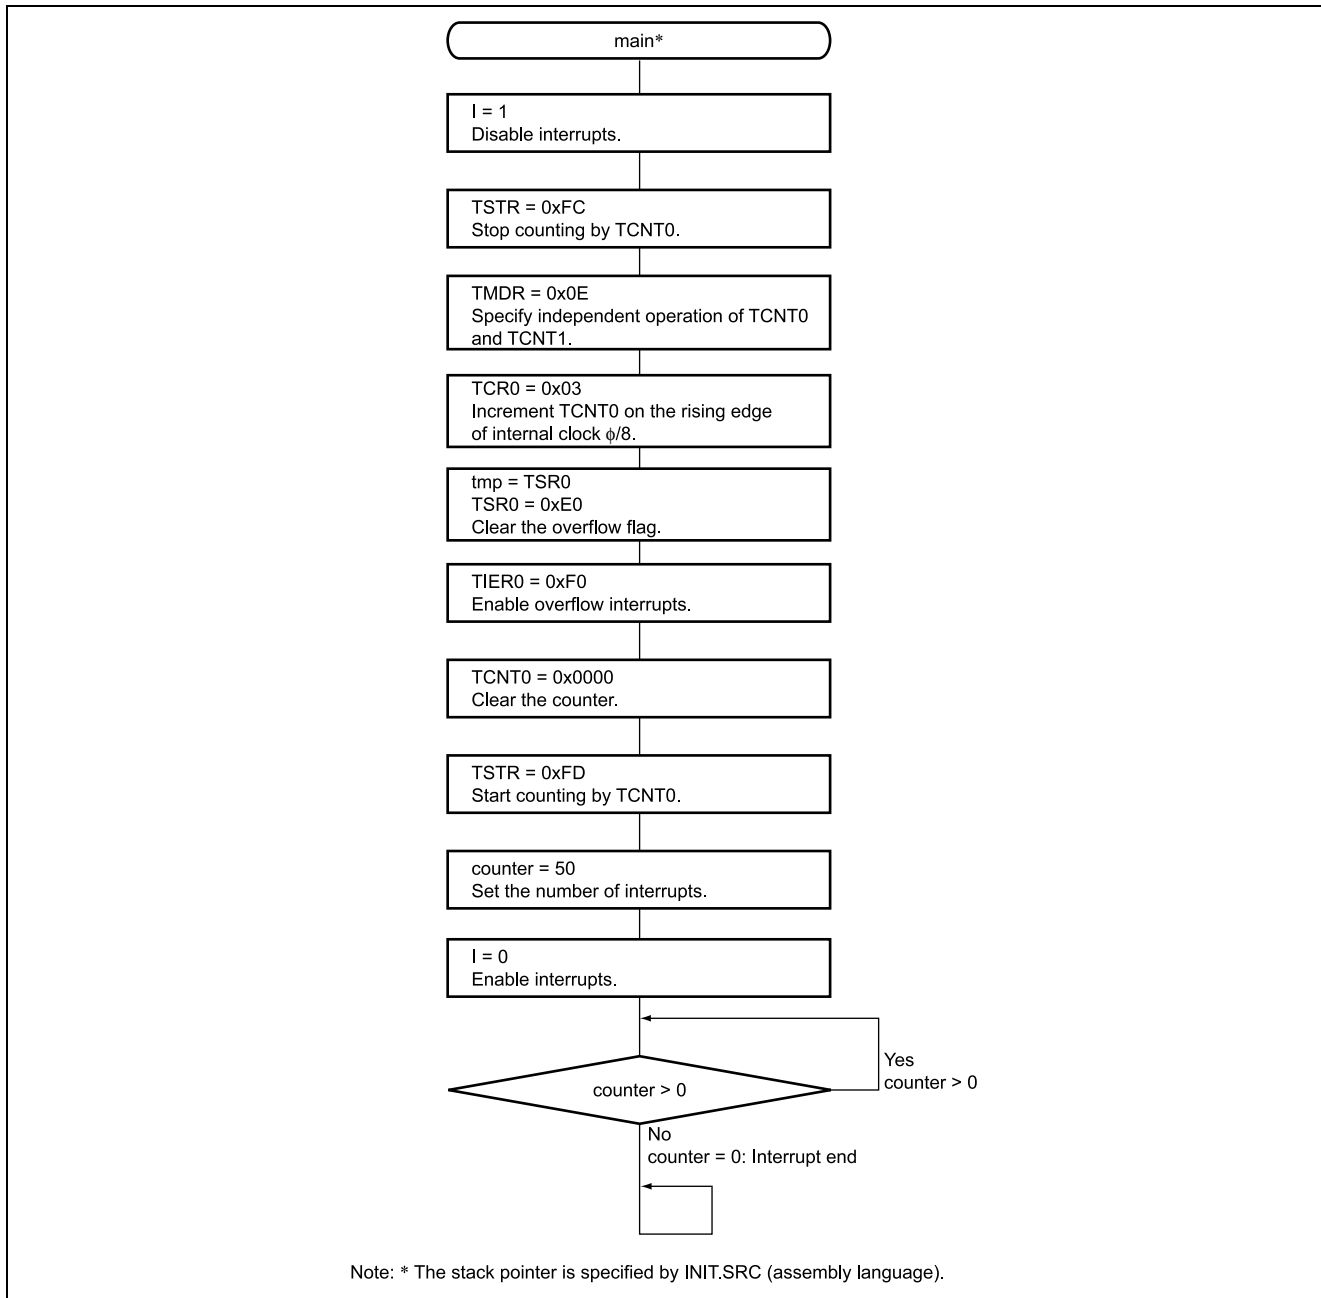 main*
I = 1
Disable interrupts.
TSTR = 0xFC
Stop counting by TCNT0.
TMDR = 0x0E
Specify independent operation of TCNT0
and TCNT1.
TCR0 = 0x03
Increment TCNT0 on the rising edge
of internal clock ϕ/8.
tmp = TSR0
TSR0 = 0xE0
Clear the overflow flag.
TIER0 = 0xF0
Enable overflow interrupts.
TCNT0 = 0x0000
Clear the counter.
TSTR = 0xFD
Start counting by TCNT0.
counter = 50
Set the number of interrupts.
I = 0
Enable interrupts.
Yes
counter > 0
counter > 0
No
counter = 0: Interrupt end
Note: * The stack pointer is specified by INIT.SRC (assembly language).